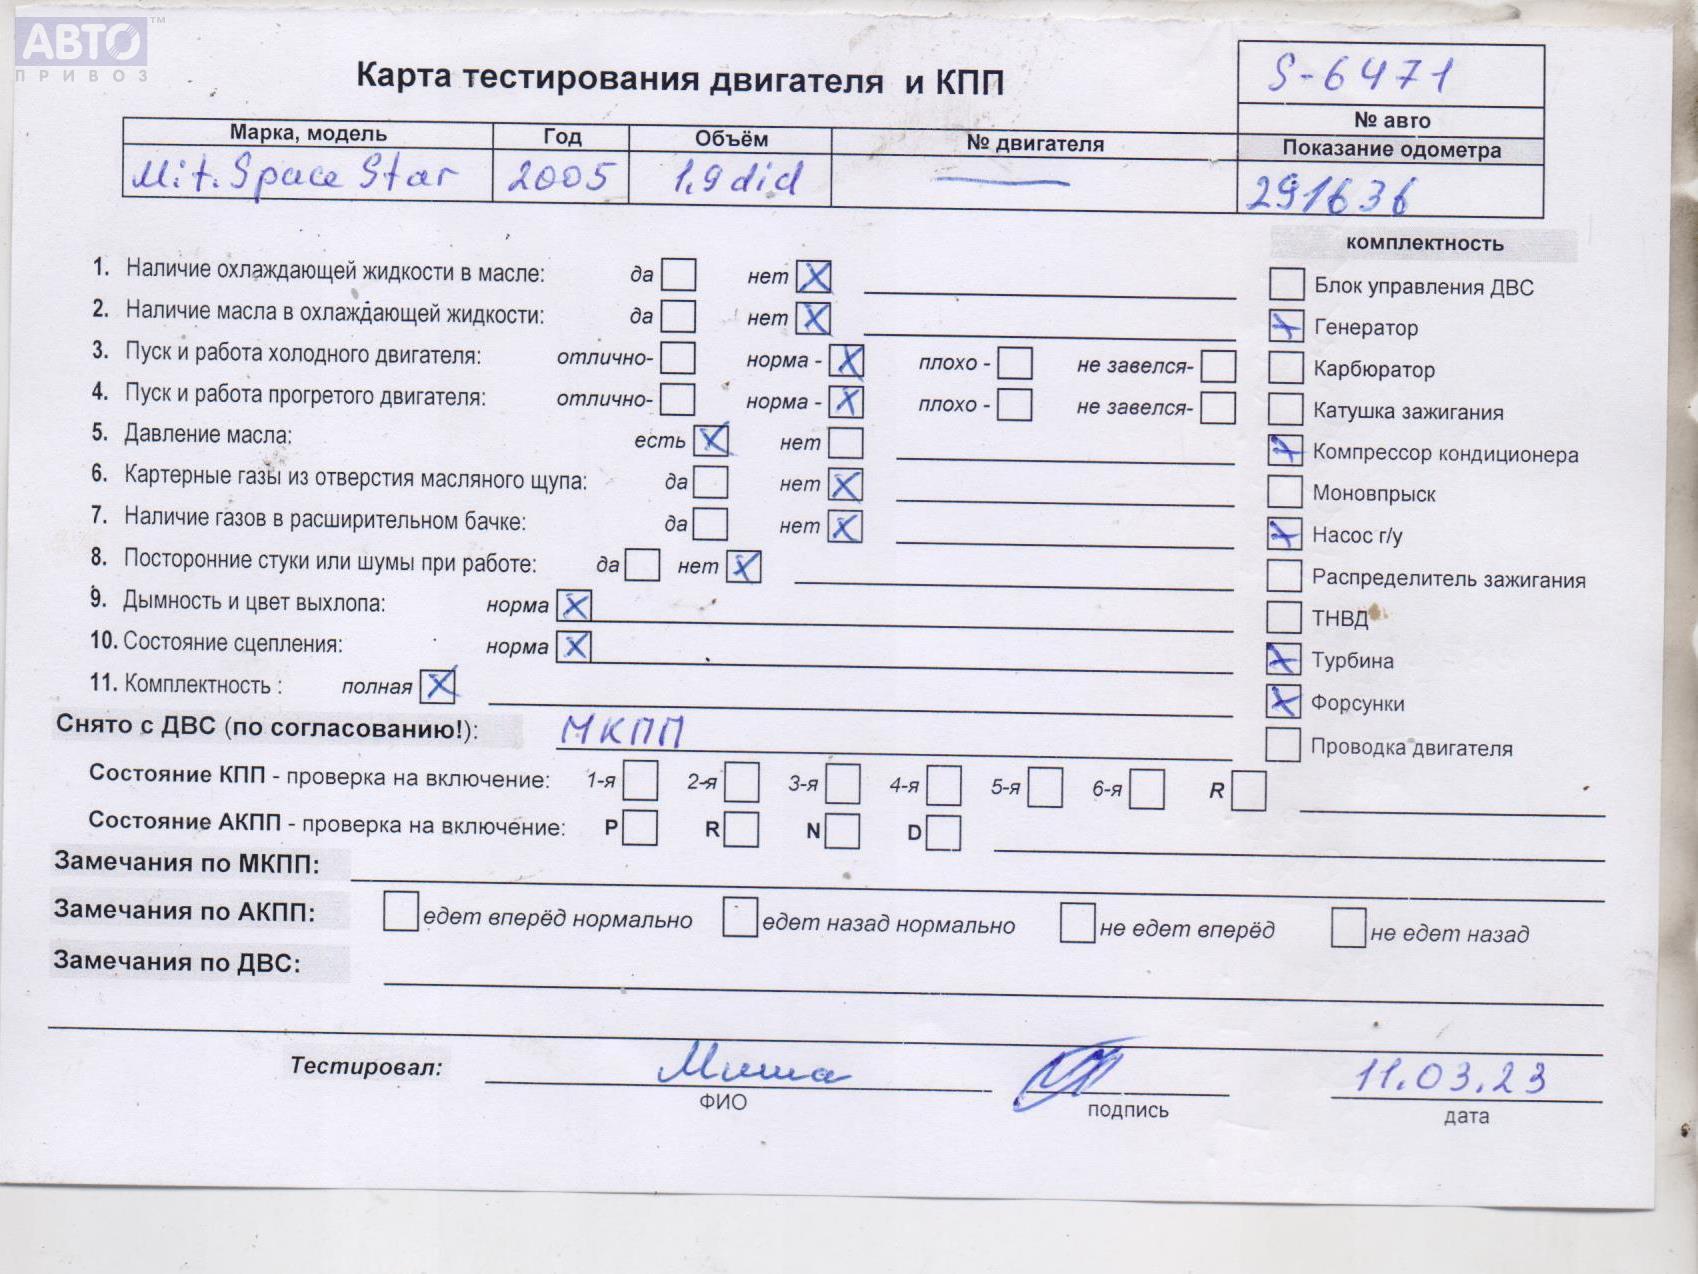 АВТО™
ПРИВОЗ
Карта тестирования двигателя и КПП
S-6471
№ авто
Марка, модель Год Объём № двигателя Показание одометра
Mit. Space Star 2005 1,9 did — 291636
комплектность
1. Наличие охлаждающей жидкости в масле: да нет X
Блок управления ДВС
2. Наличие масла в охлаждающей жидкости: да нет X
X Генератор
3. Пуск и работа холодного двигателя: отлично- норма - X плохо - не завелся-
Карбюратор
4. Пуск и работа прогретого двигателя: отлично- норма - X плохо - не завелся-
Катушка зажигания
5. Давление масла: есть X нет
X Компрессор кондиционера
6. Картерные газы из отверстия масляного щупа: да нет X
Моновпрыск
7. Наличие газов в расширительном бачке: да нет X
X Насос г/у
8. Посторонние стуки или шумы при работе: да нет X
Распределитель зажигания
9. Дымность и цвет выхлопа: норма X
ТНВД
10. Состояние сцепления: норма X
X Турбина
11. Комплектность : полная X
X Форсунки
Снято с ДВС (по согласованию!): МКПП
Проводка двигателя
Состояние КПП - проверка на включение: 1-я 2-я 3-я 4-я 5-я 6-я R
Состояние АКПП - проверка на включение: P R N D
Замечания по МКПП:
Замечания по АКПП: едет вперёд нормально едет назад нормально не едет вперёд не едет назад
Замечания по ДВС:
Тестировал: Миша 11.03.23
ФИО подпись дата